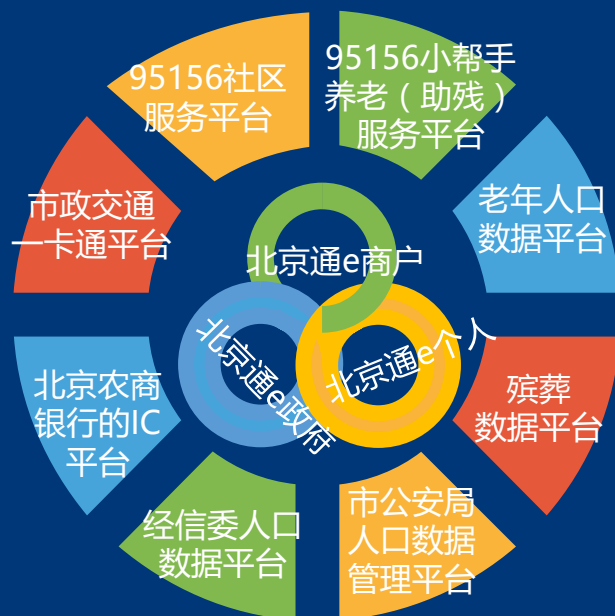 95156社区
服务平台
95156小帮手
养老（助残）
服务平台
市政交通
一卡通平台
老年人口
数据平台
北京通e商户
北京通e政府
北京通e个人
北京农商
银行的IC
平台
殡葬
数据平台
经信委人口
数据平台
市公安局
人口数据
管理平台